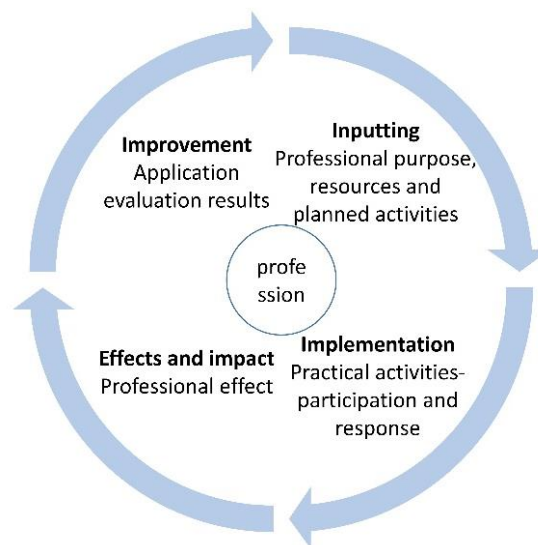 Improvement
Application
evaluation results
Inputting
Professional purpose,
resources and
planned activities
profe
ssion
Effects and impact
Professional effect
Implementation
Practical activities-
participation and
response